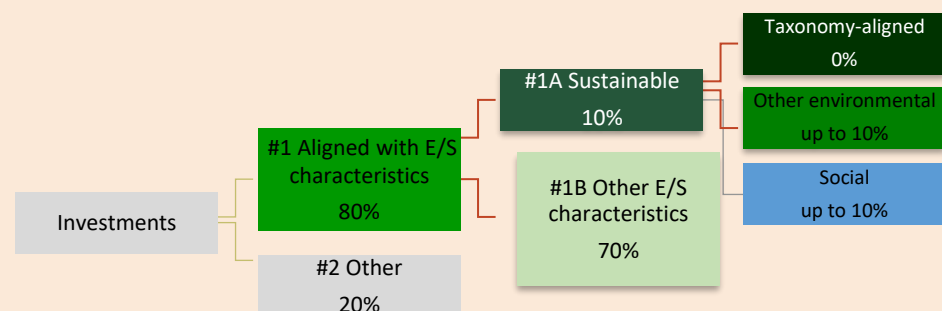 Investments
#1 Aligned with E/S
characteristics
80%
#2 Other
20%
#1A Sustainable
10%
#1B Other E/S
characteristics
70%
Taxonomy-aligned
0%
Other environmental
up to 10%
Social
up to 10%